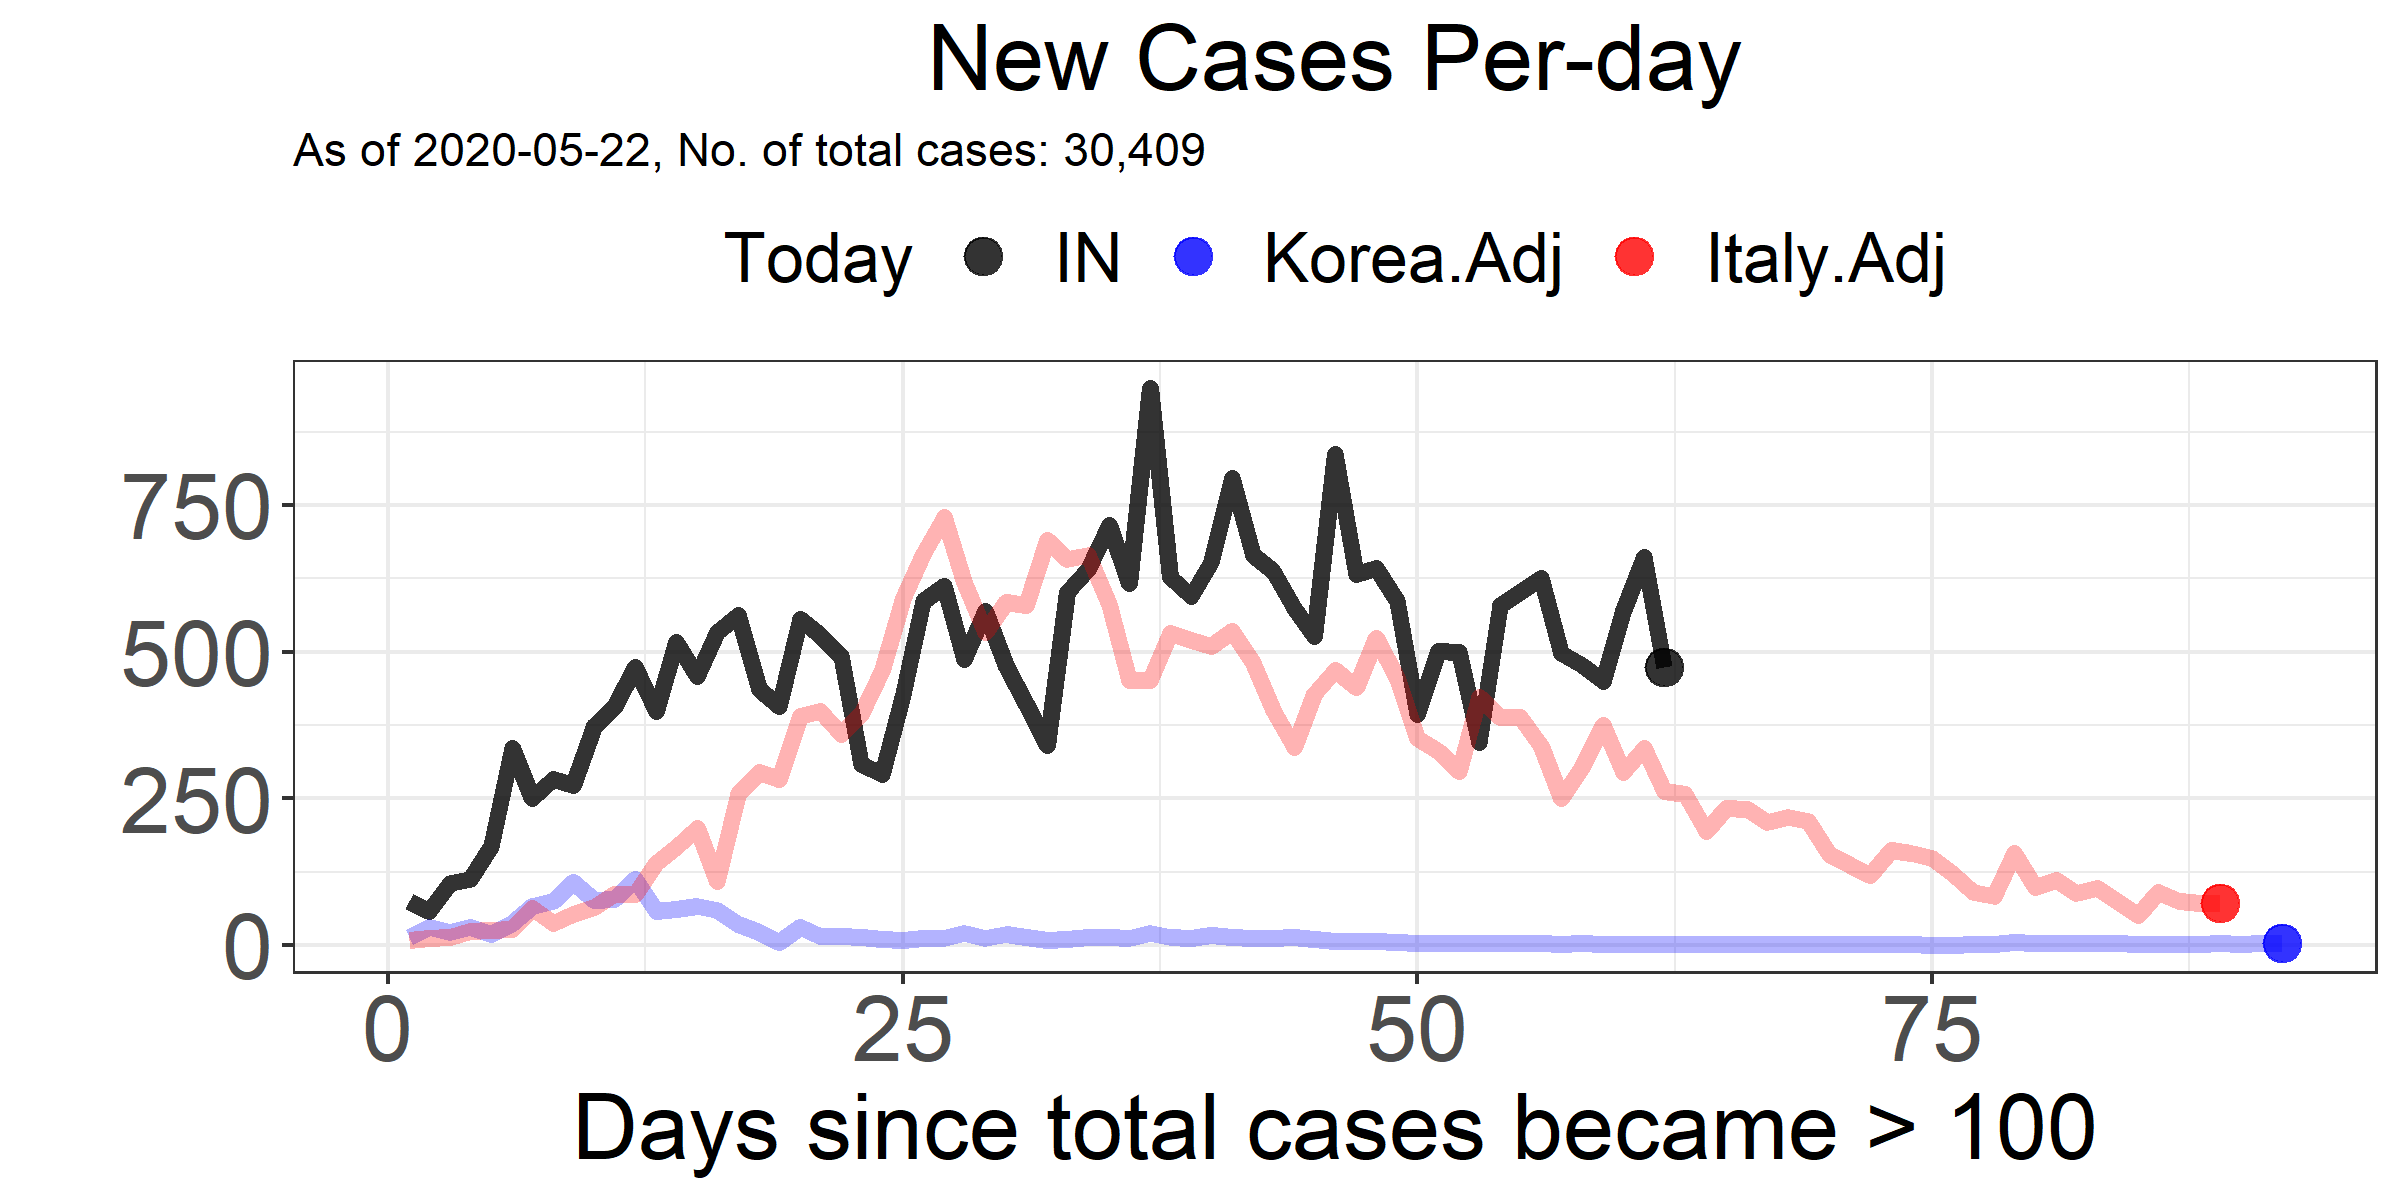 New Cases Per-day
As of 2020-05-22, No. of total cases: 30,409
Today IN Korea.Adj Italy.Adj
750
500
250
0
0 25 50 75
Days since total cases became > 100